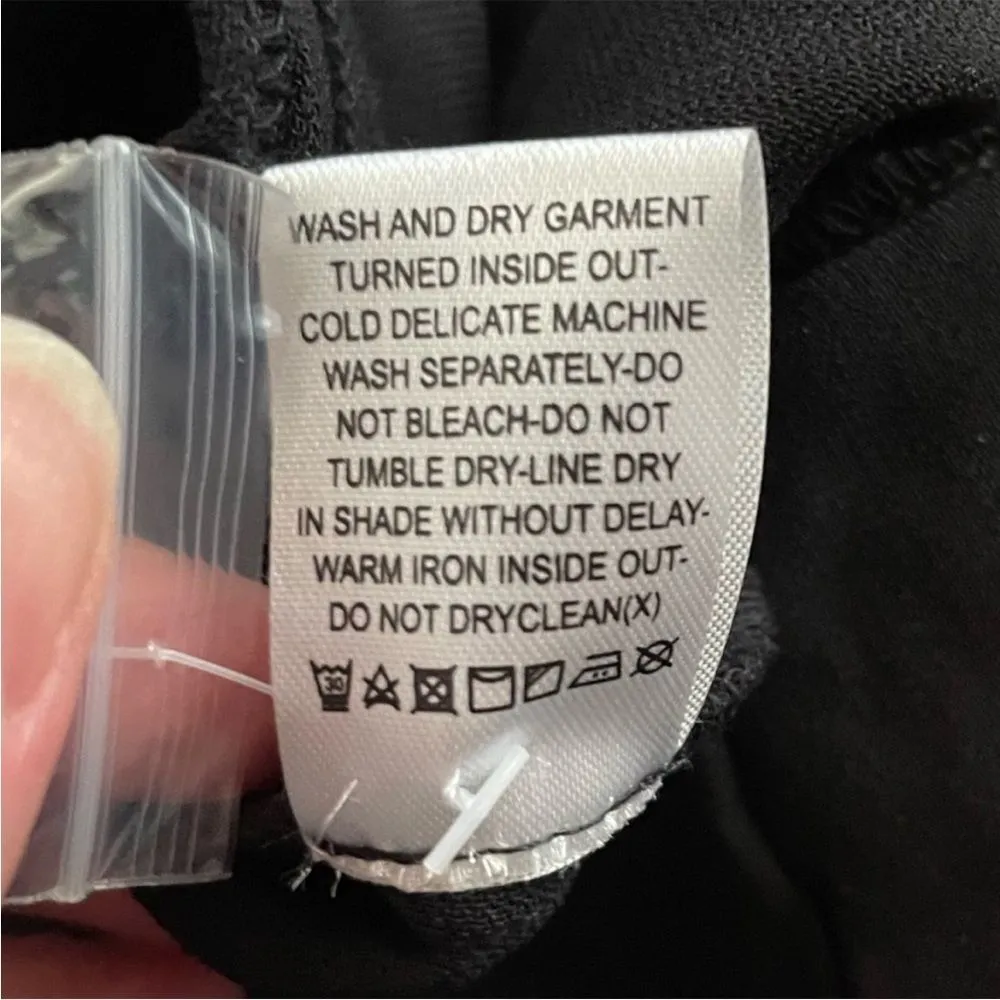 WASH AND DRY GARMENT
TURNED INSIDE OUT-
COLD DELICATE MACHINE
WASH SEPARATELY-DO
NOT BLEACH-DO NOT
TUMBLE DRY-LINE DRY
IN SHADE WITHOUT DELAY-
WARM IRON INSIDE OUT-
DO NOT DRYCLEAN(X)
30